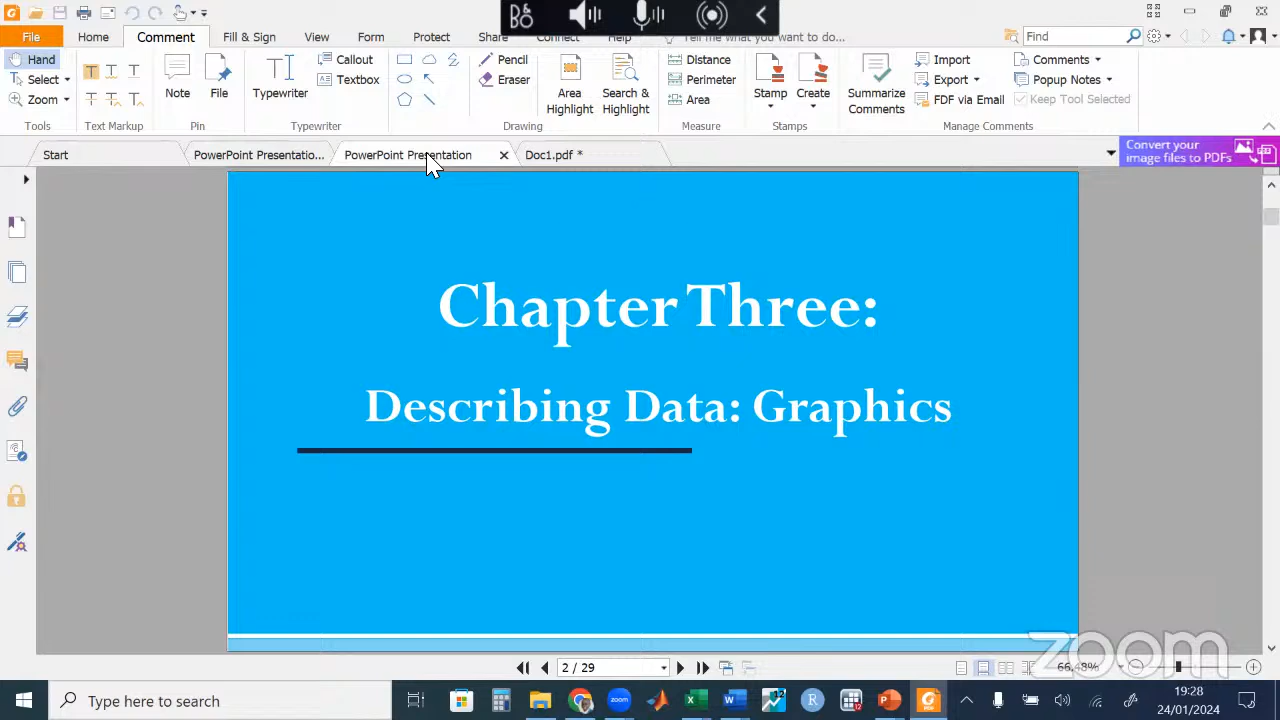 File Home Comment Fill & Sign View Form Protect Share Connect Help Tell me what you want to do... Find
Hand Callout Pencil Distance Import Comments
Select Textbox Eraser Perimeter Export Popup Notes
Zoom Note File Typewriter Area Highlight Search & Highlight Area Stamp Create Summarize Comments FDF via Email Keep Tool Selected
Tools Text Markup Pin Typewriter Drawing Measure Stamps Manage Comments
Start PowerPoint Presentatio... PowerPoint Presentation Doc1.pdf *
Convert your
image files to PDFs
Chapter Three:
Describing Data: Graphics
zoom
2 / 29 66.43%
Type here to search
19:28
24/01/2024